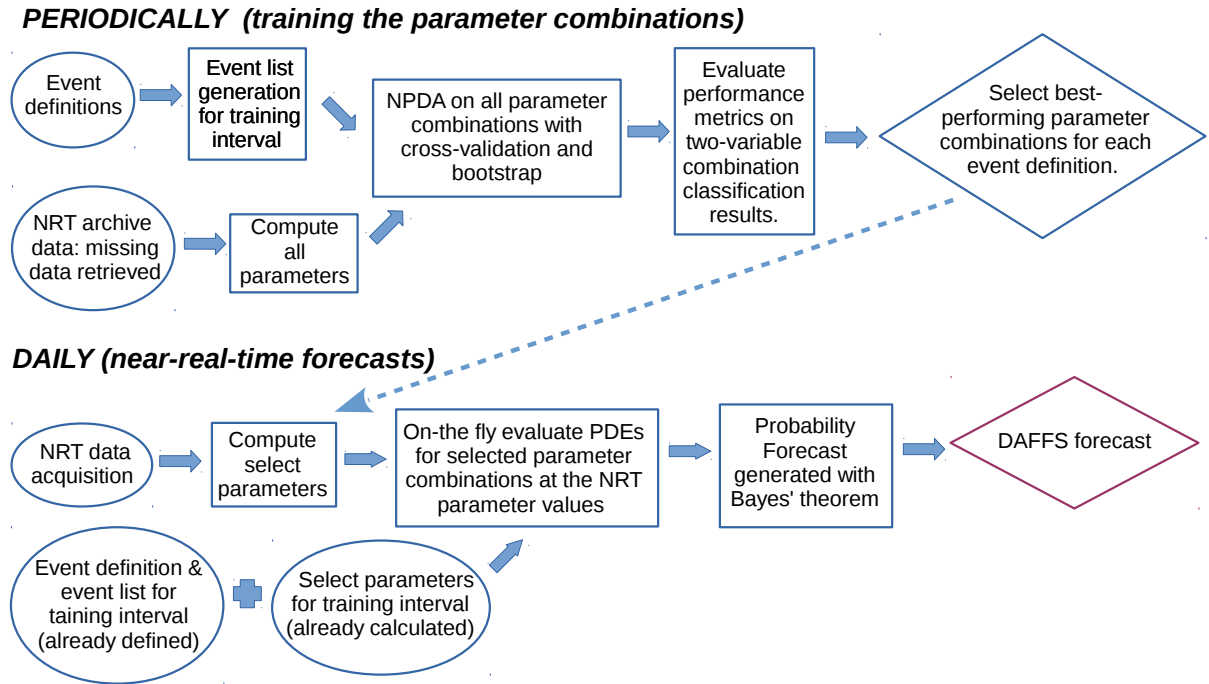 PERIODICALLY (training the parameter combinations)
Event
definitions
Event list
generation
for training
interval
NPDA on all parameter
combinations with
cross-validation and
bootstrap
Evaluate
performance
metrics on
two-variable
combination
classification
results.
Select best-
performing parameter
combinations for each
event definition.
NRT archive
data: missing
data retrieved
Compute
all
parameters
DAILY (near-real-time forecasts)
NRT data
acquisition
Compute
select
parameters
On-the fly evaluate PDEs
for selected parameter
combinations at the NRT
parameter values
Probability
Forecast
generated with
Bayes' theorem
DAFFS forecast
Event definition &
event list for
taining interval
(already defined)
Select parameters
for training interval
(already calculated)